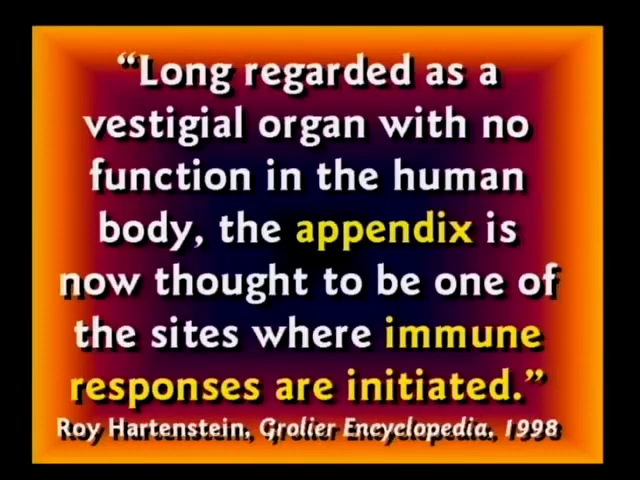 “Long regarded as a
vestigial organ with no
function in the human
body, the appendix is
now thought to be one of
the sites where immune
responses are initiated.”
Roy Hartenstein, Grolier Encyclopedia, 1998